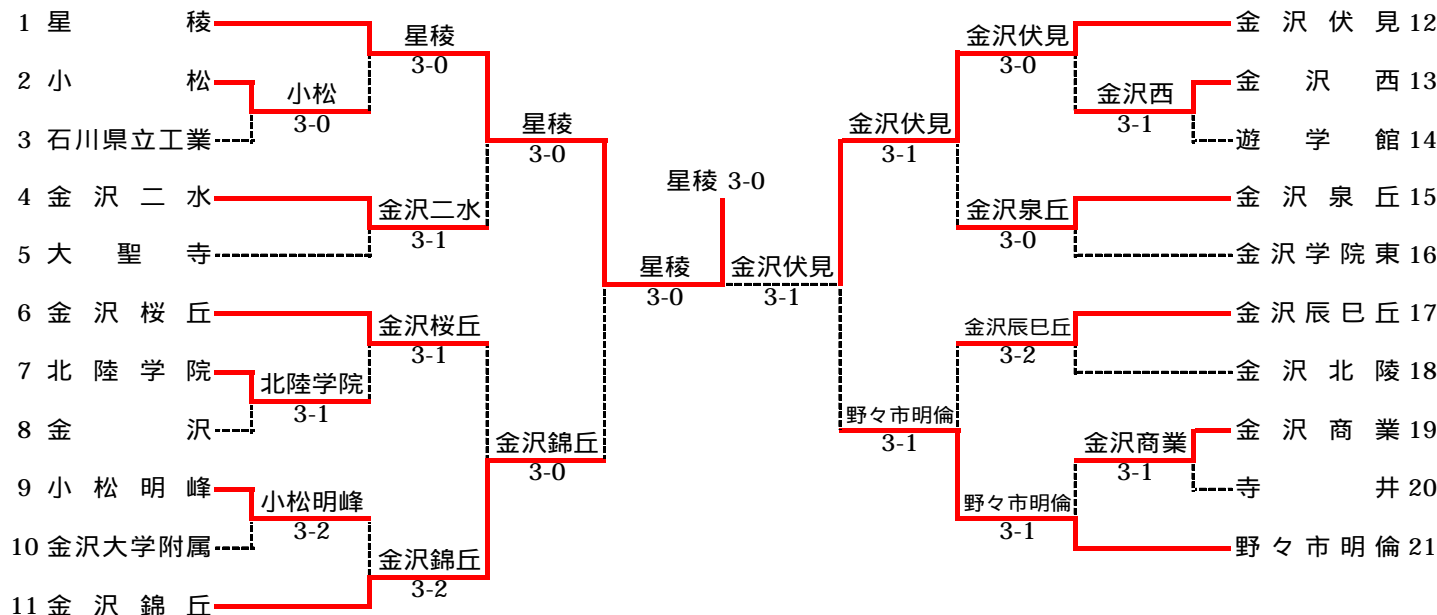 1 星稜
2 小松
3 石川県立工業
4 金沢二水
5 大聖寺
6 金沢桜丘
7 北陸学院
8 金沢
9 小松明峰
10 金沢大学附属
11 金沢錦丘
小松
3-0
北陸学院
3-1
小松明峰
3-2
星稜
3-0
金沢二水
3-1
金沢桜丘
3-1
金沢錦丘
3-2
星稜
3-0
金沢錦丘
3-0
星稜
3-0
星稜 3-0
金沢伏見
3-1
金沢伏見
3-1
野々市明倫
3-1
金沢伏見
3-0
金沢泉丘
3-0
金沢辰巳丘
3-2
野々市明倫
3-1
金沢西
3-1
金沢商業
3-1
金沢伏見 12
金沢西 13
遊学館 14
金沢泉丘 15
金沢学院東 16
金沢辰巳丘 17
金沢北陵 18
金沢商業 19
寺井 20
野々市明倫 21